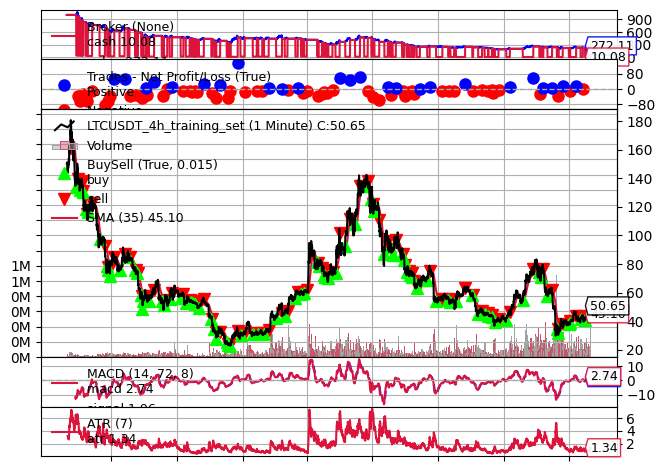 Broker (None)
cash 10.08
900
600
272.11
10.08
Trades - Net Profit/Loss (True)
Positive
80
0
−80
LTCUSDT_4h_training_set (1 Minute) C:50.65
Volume
BuySell (True, 0.015)
buy
sell
SMA (35) 45.10
180
160
140
120
100
80
60
50.65
40
20
1M
1M
0M
0M
0M
0M
0M
MACD (14, 72, 8)
macd 2.74
10
2.74
−10
ATR (7)
atr 1.34
6
4
2
1.34